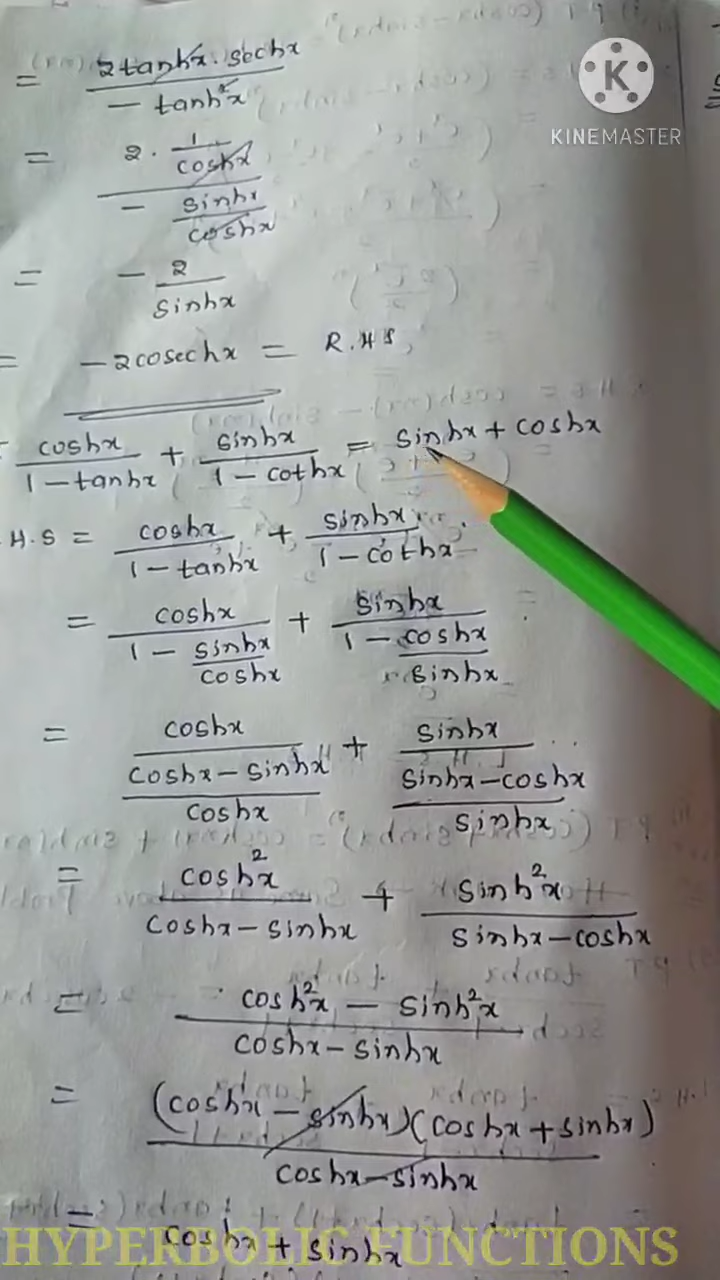 = 2tanhx · sechx / - tanh²x
KINEMASTER
= 2 · 1/coshx / - sinhx/coshx
= - 2/sinhx
= - 2cosechx = R.H.S,
coshx/1 - tanhx + sinhx/1 - cothx = sinhx + coshx
.H.S = coshx/1 - tanhx + sinhx/1 - cothx
= coshx / 1 - sinhx/coshx + sinhx / 1 - coshx/sinhx
= coshx / coshx - sinhx/coshx + sinhx / sinhx - coshx/sinhx
= cosh²x / coshx - sinhx + sinh²x / sinhx - coshx
= cosh²x - sinh²x / coshx - sinhx
= (coshx - sinhx)(coshx + sinhx) / coshx - sinhx
= coshx + sinhx
HYPERBOLIC FUNCTIONS